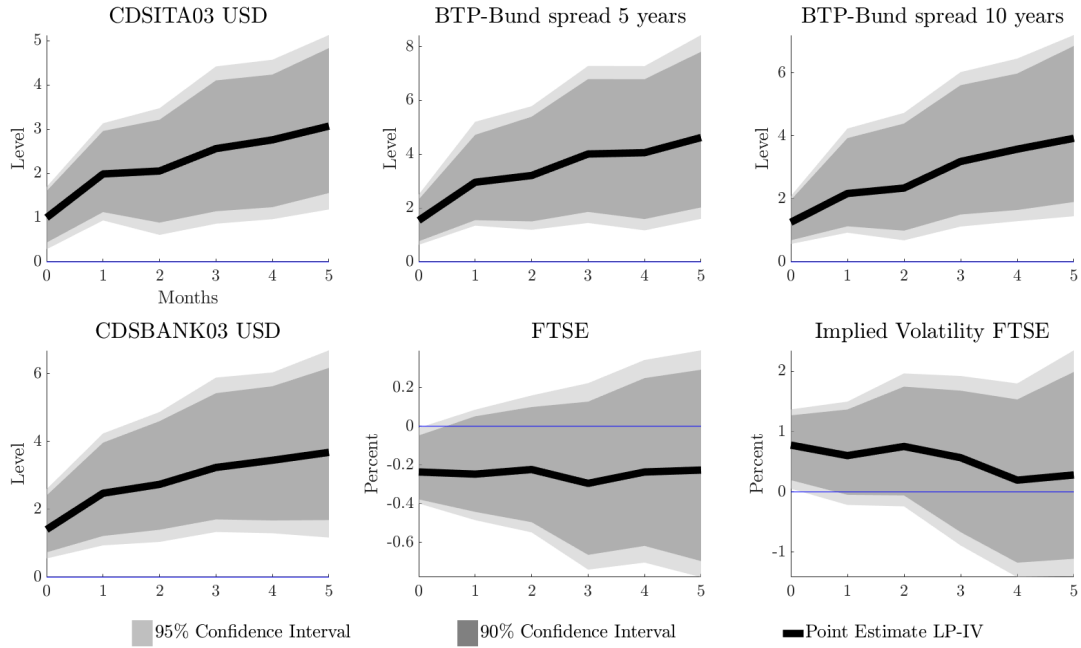 CDSITA03 USD
BTP-Bund spread 5 years
BTP-Bund spread 10 years
5
4
3
2
1
0
Level
0 1 2 3 4 5
Months
8
6
4
2
0
Level
0 1 2 3 4 5
6
4
2
0
Level
0 1 2 3 4 5
CDSBANK03 USD
FTSE
Implied Volatility FTSE
6
4
2
0
Level
0 1 2 3 4 5
0.2
0
-0.2
-0.4
-0.6
Percent
0 1 2 3 4 5
2
1
0
-1
Percent
0 1 2 3 4 5
95% Confidence Interval
90% Confidence Interval
Point Estimate LP-IV